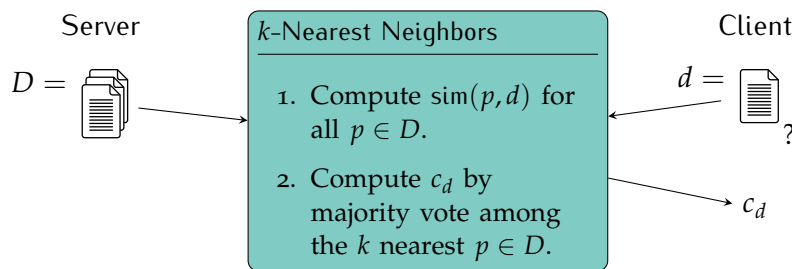 Server
k-Nearest Neighbors
Client
D =
d =
?
1. Compute sim(p, d) for
all p ∈ D.
2. Compute c_d by
majority vote among
the k nearest p ∈ D.
c_d